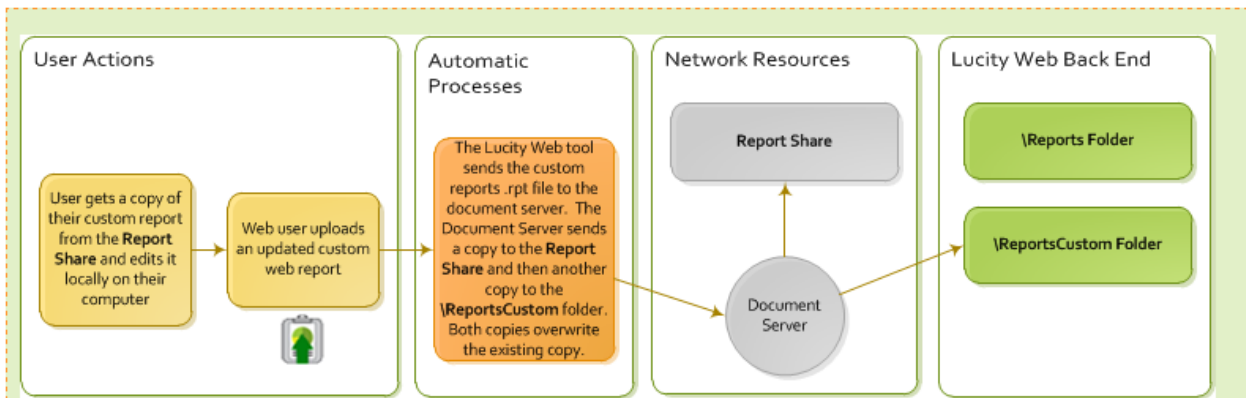 User Actions
User gets a copy of
their custom report
from the Report
Share and edits it
locally on their
computer
Web user uploads
an updated custom
web report
Automatic
Processes
The Lucity Web tool
sends the custom
reports .rpt file to the
document server. The
Document Server sends
a copy to the Report
Share and then another
copy to the
\ReportsCustom folder.
Both copies overwrite
the existing copy.
Network Resources
Report Share
Document
Server
Lucity Web Back End
\Reports Folder
\ReportsCustom Folder